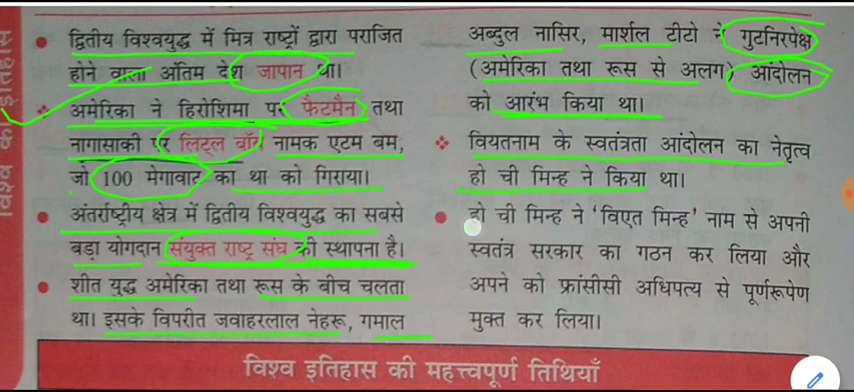 विश्व का इतिहास
द्वितीय विश्वयुद्ध में मित्र राष्ट्रों द्वारा पराजित
होने वाला अंतिम देश जापान था।
अमेरिका ने हिरोशिमा पर फैटमैन तथा
नागासाकी पर लिट्ल बॉय नामक एटम बम,
जो 100 मेगावाट का था को गिराया।
अंतर्राष्ट्रीय क्षेत्र में द्वितीय विश्वयुद्ध का सबसे
बड़ा योगदान संयुक्त राष्ट्र संघ की स्थापना है।
शीत युद्ध अमेरिका तथा रूस के बीच चलता
था। इसके विपरीत जवाहरलाल नेहरू, गमाल
अब्दुल नासिर, मार्शल टीटो ने गुटनिरपेक्ष
(अमेरिका तथा रूस से अलग) आंदोलन
को आरंभ किया था।
वियतनाम के स्वतंत्रता आंदोलन का नेतृत्व
हो ची मिन्ह ने किया था।
हो ची मिन्ह ने 'विएत मिन्ह' नाम से अपनी
स्वतंत्र सरकार का गठन कर लिया और
अपने को फ्रांसीसी अधिपत्य से पूर्णरूपेण
मुक्त कर लिया।
विश्व इतिहास की महत्त्वपूर्ण तिथियाँ